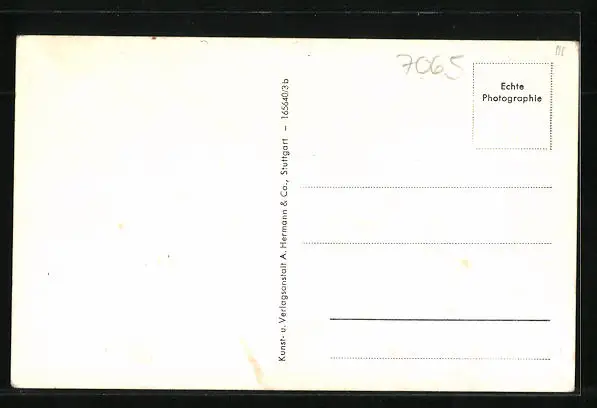 7065
Echte
Photographie
Kunst- u. Verlagsanstalt A. Hermann & Co., Stuttgart – 165640/3b